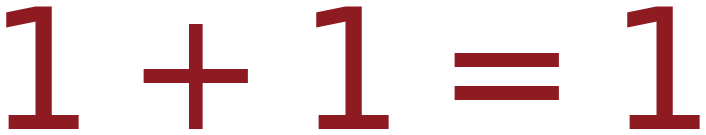 1 + 1 = 1